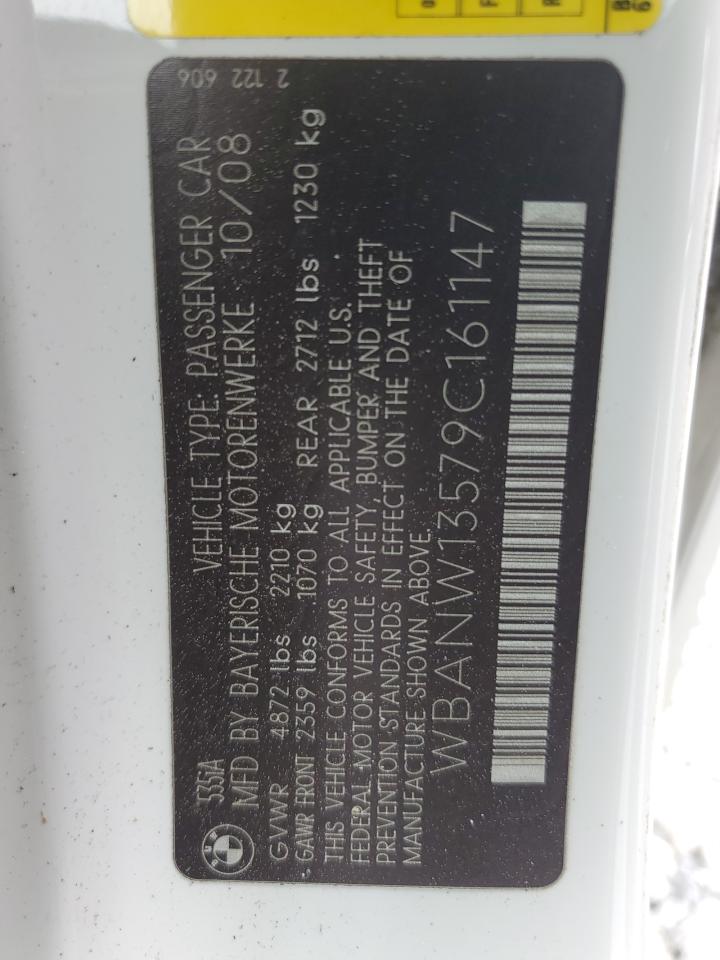 2 122 606
535iA VEHICLE TYPE: PASSENGER CAR
MFD BY BAYERISCHE MOTORENWERKE 10/08
GVWR 4872 lbs 2210 kg
GAWR FRONT 2359 lbs 1070 kg REAR 2712 lbs 1230 kg
THIS VEHICLE CONFORMS TO ALL APPLICABLE U.S.
FEDERAL MOTOR VEHICLE SAFETY, BUMPER AND THEFT
PREVENTION STANDARDS IN EFFECT ON THE DATE OF
MANUFACTURE SHOWN ABOVE.
WBANW13579C161147